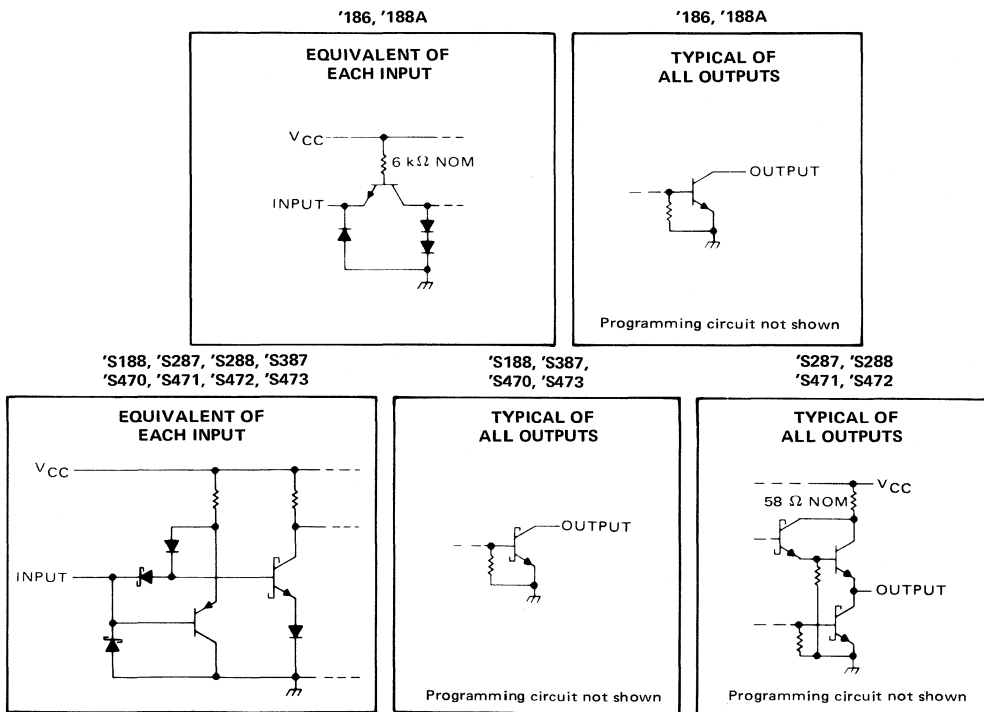 '186, '188A
EQUIVALENT OF
EACH INPUT
VCC
6 kΩ NOM
INPUT
'186, '188A
TYPICAL OF
ALL OUTPUTS
OUTPUT
Programming circuit not shown
'S188, 'S287, 'S288, 'S387
'S470, 'S471, 'S472, 'S473
EQUIVALENT OF
EACH INPUT
VCC
INPUT
'S188, 'S387,
'S470, 'S473
TYPICAL OF
ALL OUTPUTS
OUTPUT
Programming circuit not shown
'S287, 'S288
'S471, 'S472
TYPICAL OF
ALL OUTPUTS
VCC
58 Ω NOM
OUTPUT
Programming circuit not shown